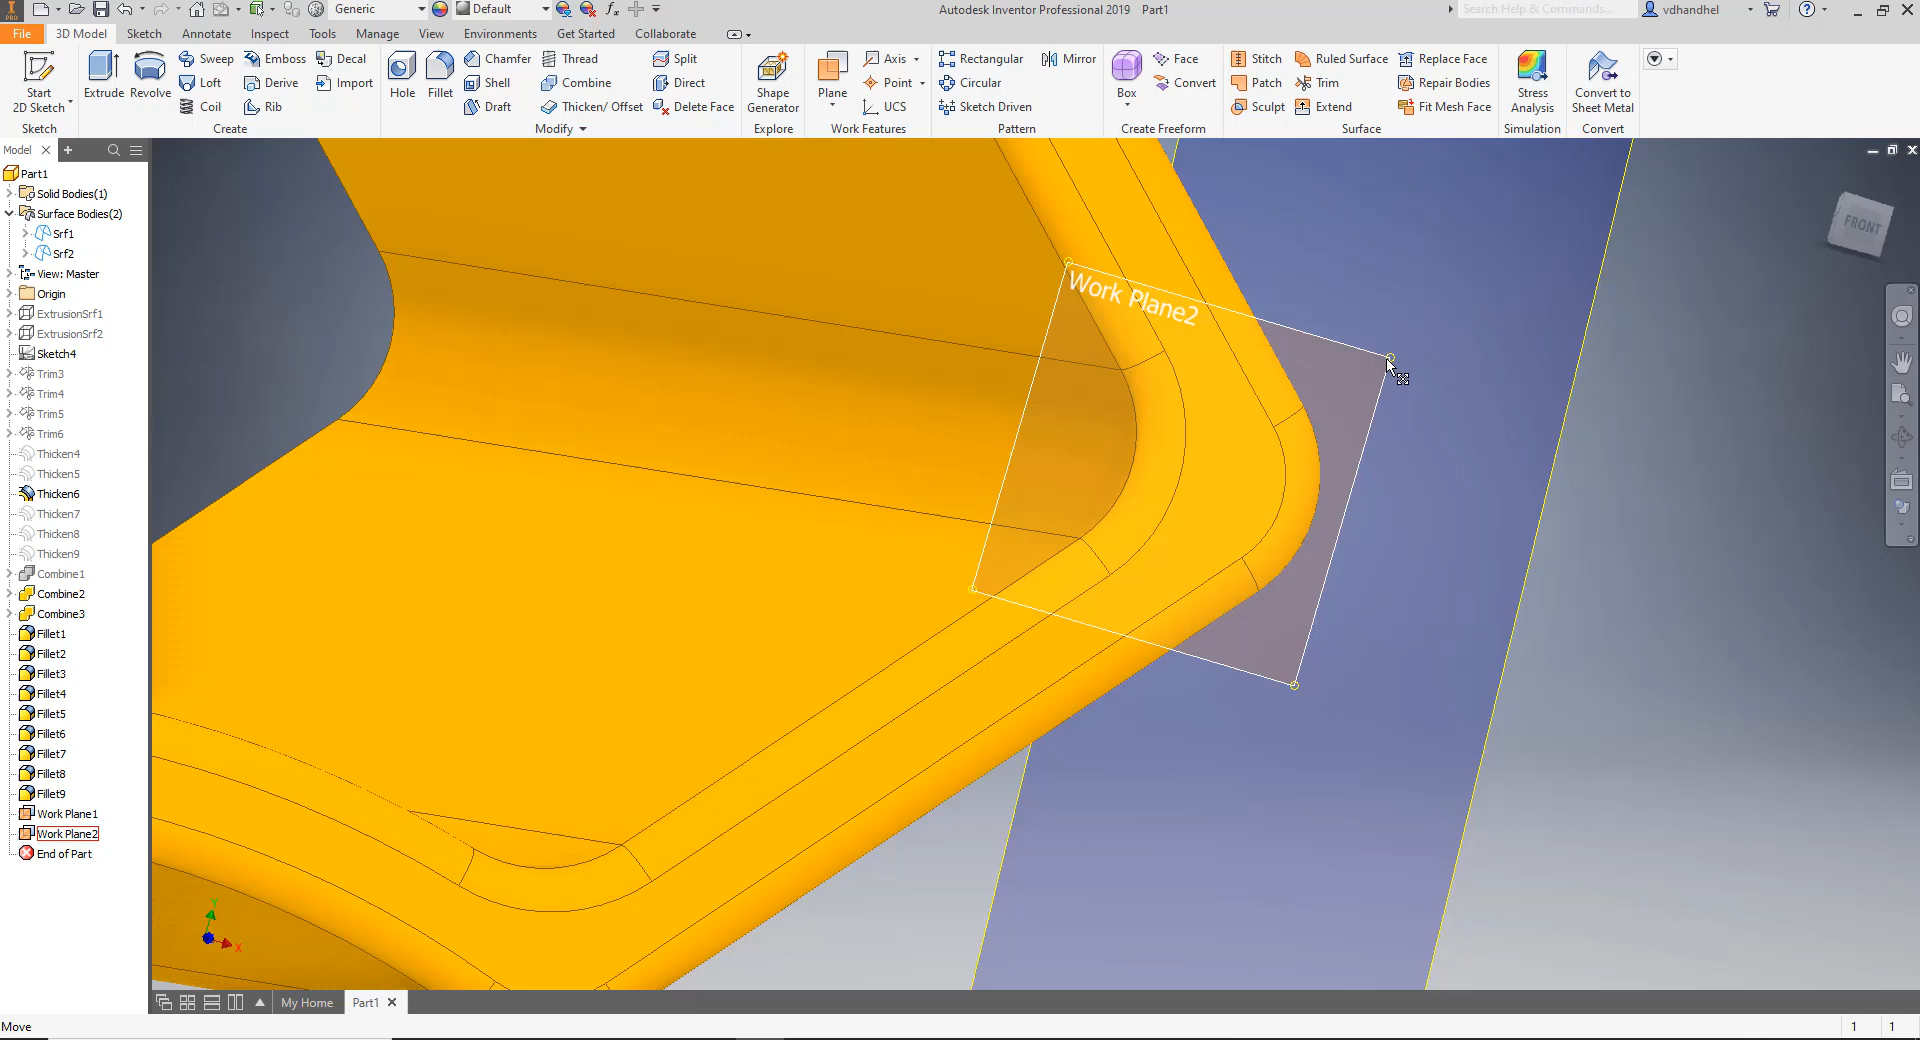 Generic
Default
Autodesk Inventor Professional 2019 Part1
Search Help & Commands...
vdhandhel
File 3D Model Sketch Annotate Inspect Tools Manage View Environments Get Started Collaborate
Start
2D Sketch
Extrude
Revolve
Sweep
Loft
Coil
Emboss
Derive
Rib
Decal
Import
Hole
Fillet
Chamfer
Shell
Draft
Thread
Combine
Thicken/ Offset
Split
Direct
Delete Face
Shape
Generator
Plane
Axis
Point
UCS
Rectangular
Circular
Sketch Driven
Mirror
Box
Face
Convert
Stitch
Patch
Sculpt
Ruled Surface
Trim
Extend
Replace Face
Repair Bodies
Fit Mesh Face
Stress
Analysis
Convert to
Sheet Metal
Sketch Create Modify Explore Work Features Pattern Create Freeform Surface Simulation Convert
Model
Part1
Solid Bodies(1)
Surface Bodies(2)
Srf1
Srf2
View: Master
Origin
ExtrusionSrf1
ExtrusionSrf2
Sketch4
Trim3
Trim4
Trim5
Trim6
Thicken4
Thicken5
Thicken6
Thicken7
Thicken8
Thicken9
Combine1
Combine2
Combine3
Fillet1
Fillet2
Fillet3
Fillet4
Fillet5
Fillet6
Fillet7
Fillet8
Fillet9
Work Plane1
Work Plane2
End of Part
Work Plane2
FRONT
Y
X
My Home
Part1
Move
1 1